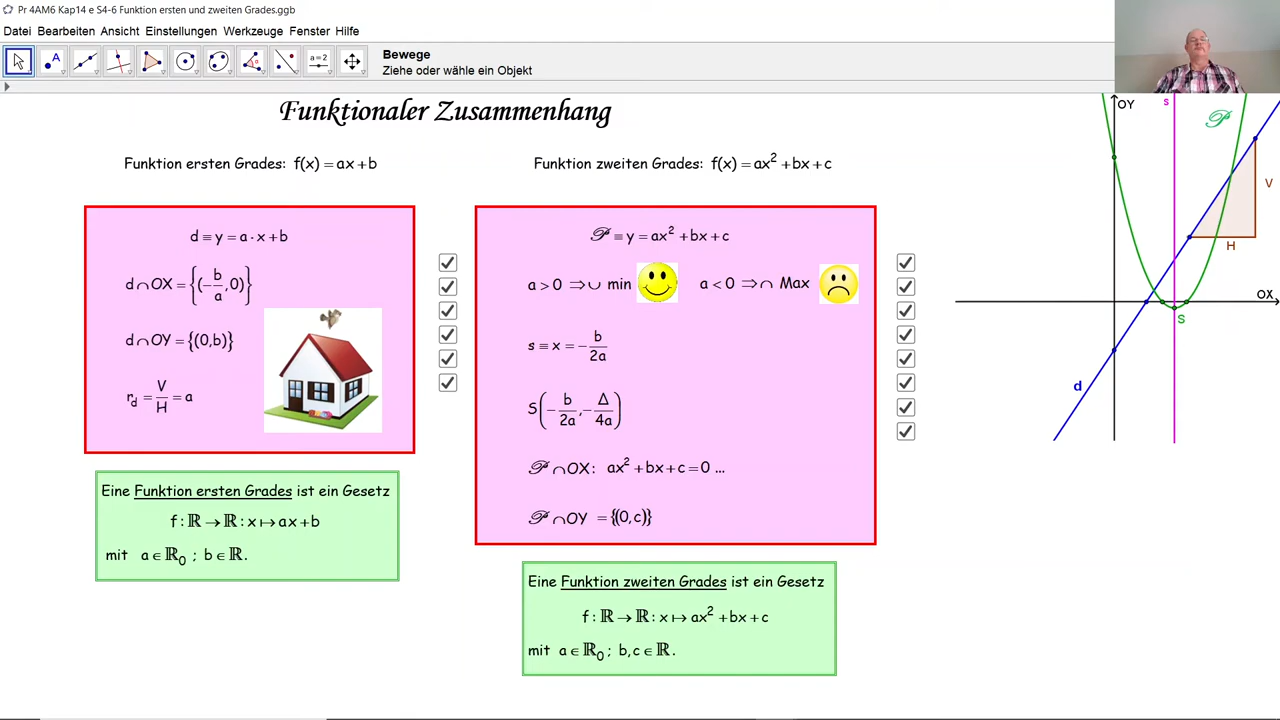 Pr 4AM6 Kap14 e S4-6 Funktion ersten und zweiten Grades.ggb
Datei Bearbeiten Ansicht Einstellungen Werkzeuge Fenster Hilfe
A
a=2
Bewege
Ziehe oder wähle ein Objekt
Funktionaler Zusammenhang
Funktion ersten Grades: f(x) = ax + b
d ≡ y = a · x + b
d ∩ OX = {(-b/a, 0)}
d ∩ OY = {(0,b)}
r_d = V/H = a
Eine Funktion ersten Grades ist ein Gesetz
f : ℝ → ℝ : x ↦ ax + b
mit a ∈ ℝ₀ ; b ∈ ℝ.
Funktion zweiten Grades: f(x) = ax² + bx + c
𝒫 ≡ y = ax² + bx + c
a > 0 ⇒ ∪ min a < 0 ⇒ ∩ Max
s ≡ x = -b/2a
S(-b/2a, -Δ/4a)
𝒫 ∩ OX: ax² + bx + c = 0 ...
𝒫 ∩ OY = {(0,c)}
Eine Funktion zweiten Grades ist ein Gesetz
f : ℝ → ℝ : x ↦ ax² + bx + c
mit a ∈ ℝ₀ ; b,c ∈ ℝ.
OY
s
𝒫
V
H
OX
S
d